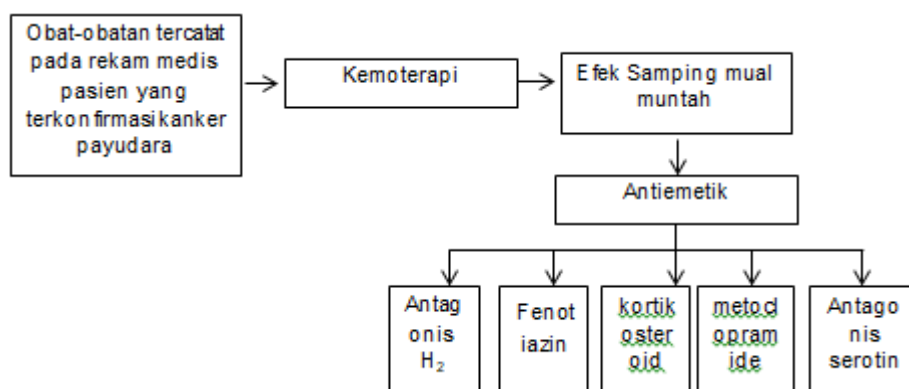 Obat-obatan tercatat
pada rekam medis
pasien yang
terkonfirmasikanker
payudara
Kemoterapi
Efek Samping mual
muntah
Antiemetik
Antag
onis
H₂
Fenot
iazin
kortik
oster
oid
metocl
opram
ide
Antago
nis
serotin